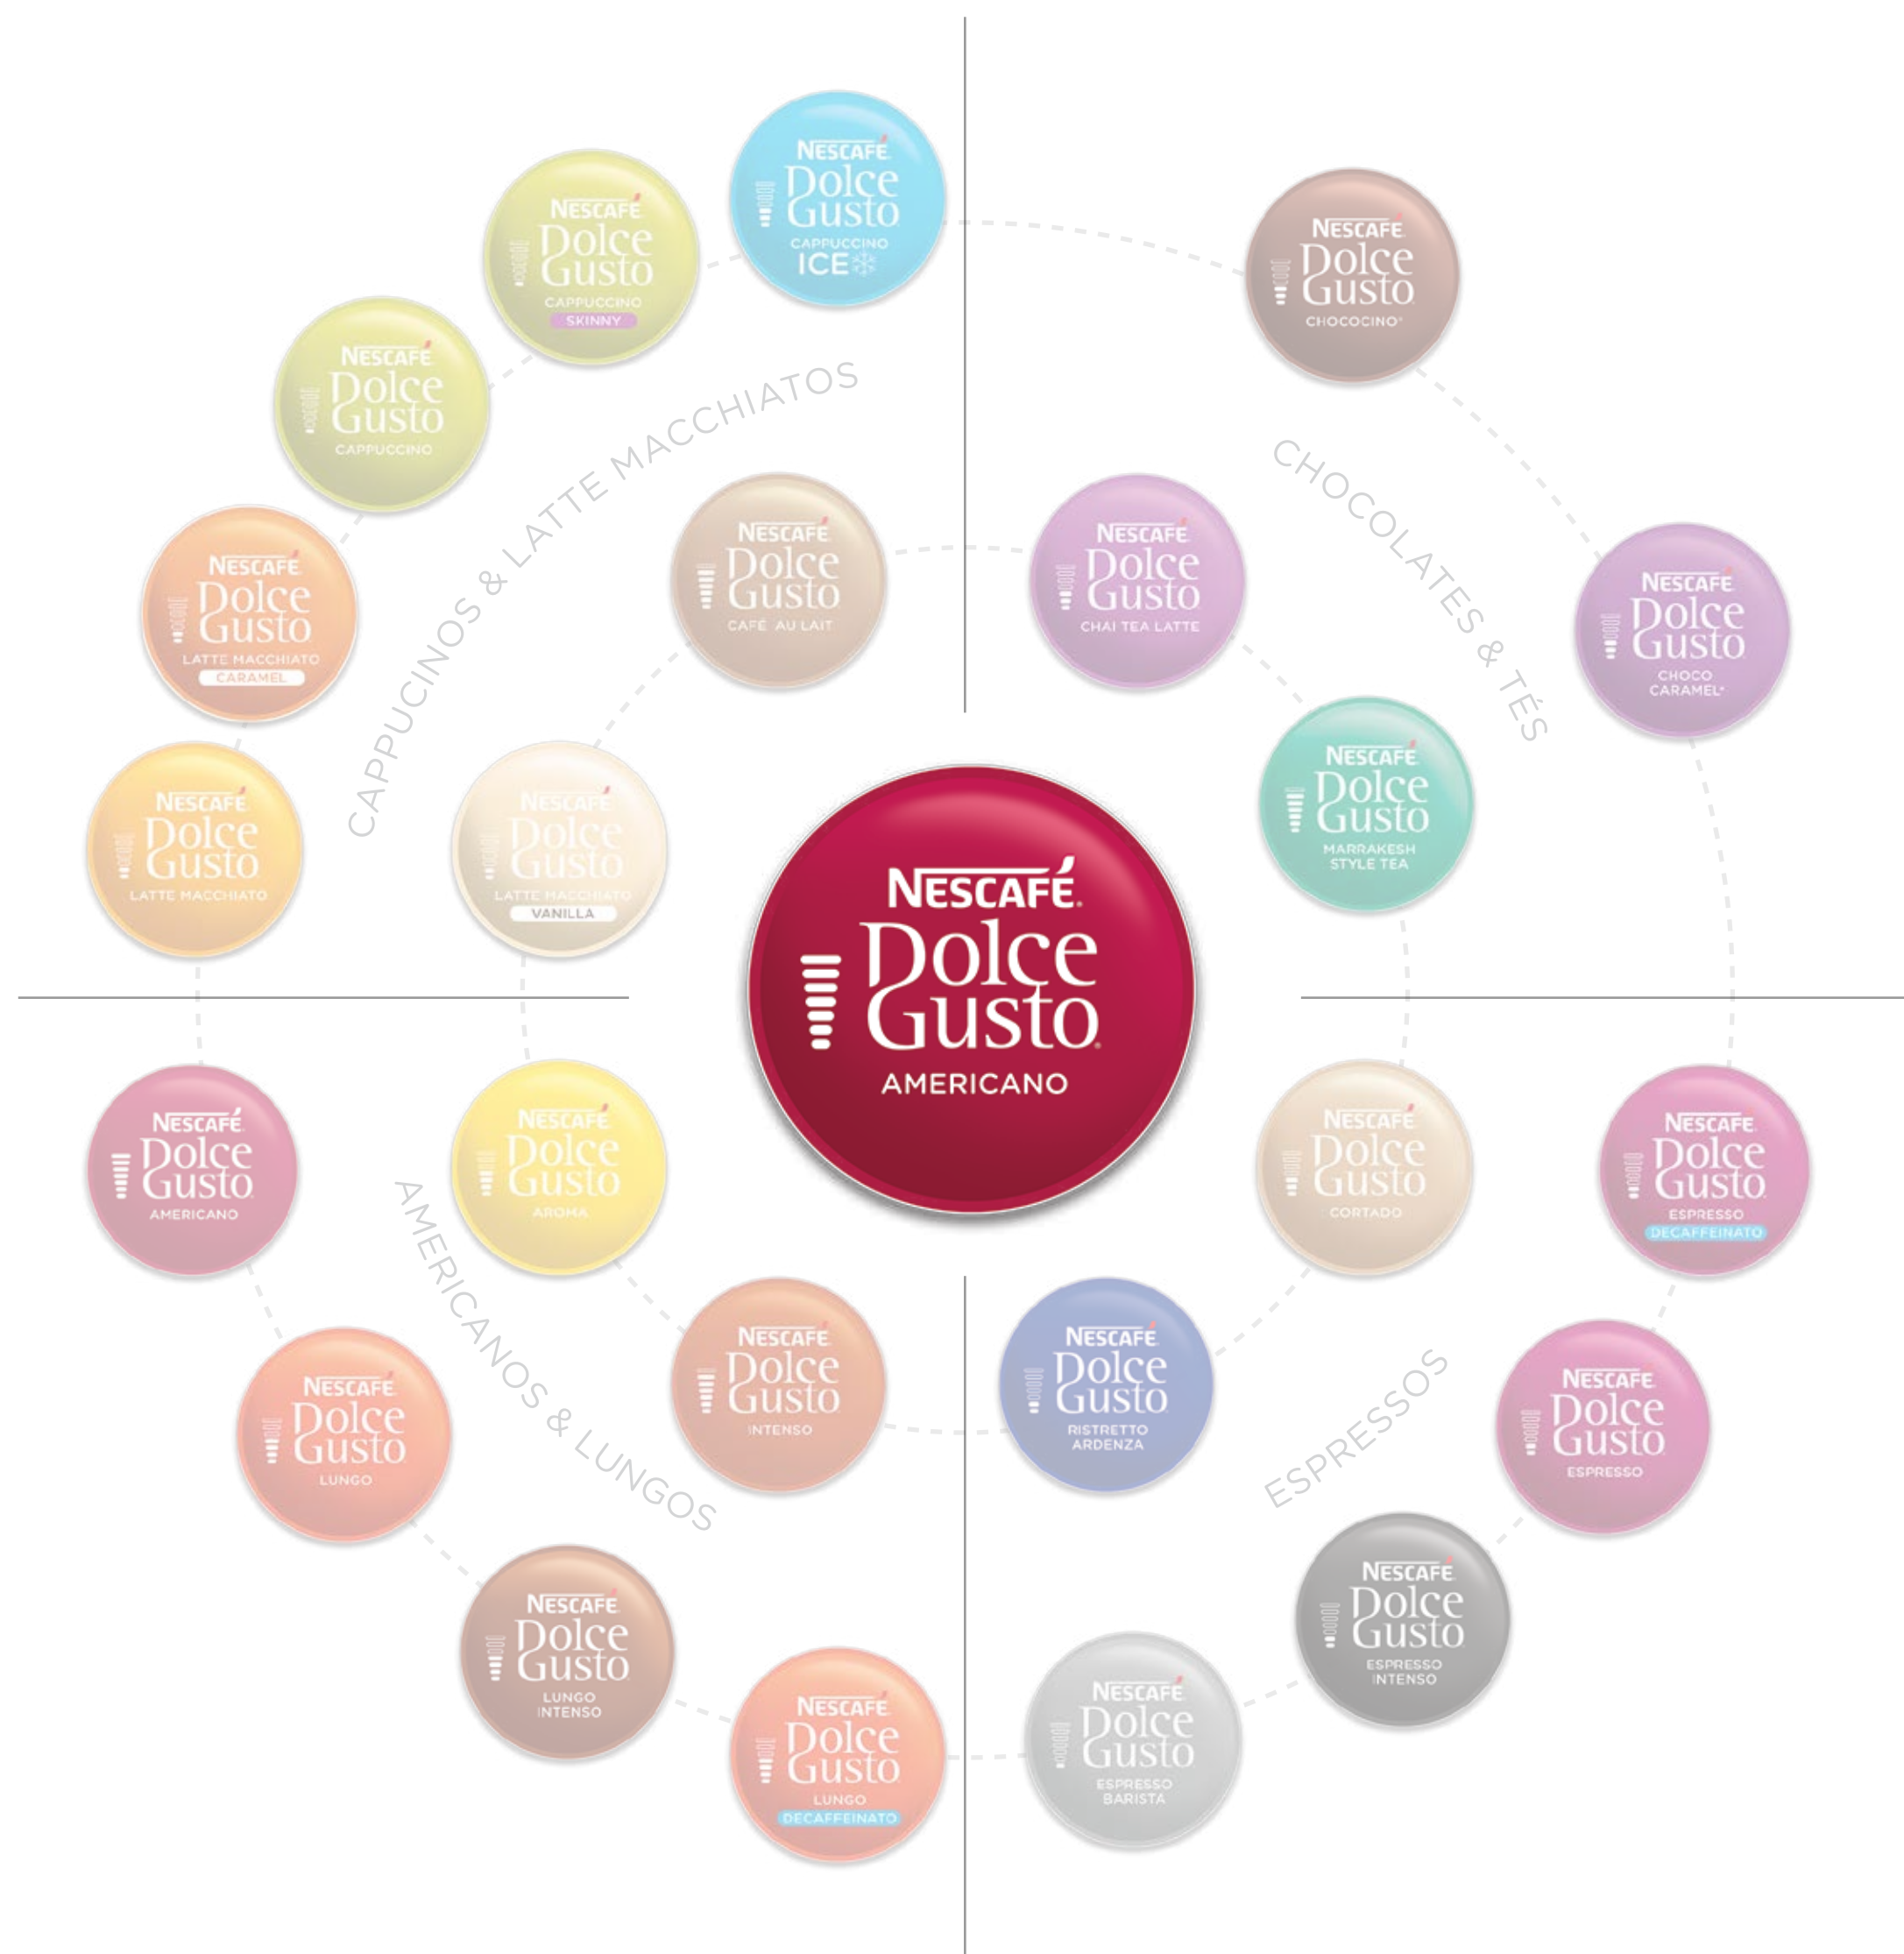 NESCAFÉ
Dolce
Gusto
CAPPUCCINO
ICE
NESCAFÉ
Dolce
Gusto
CAPPUCCINO
SKINNY
NESCAFÉ
Dolce
Gusto
CAPPUCCINO
NESCAFÉ
Dolce
Gusto
LATTE MACCHIATO
CARAMEL
NESCAFÉ
Dolce
Gusto
LATTE MACCHIATO
CAPPUCINOS & LATTE MACCHIATOS
NESCAFÉ
Dolce
Gusto
CAFÉ AU LAIT
NESCAFÉ
Dolce
Gusto
LATTE MACCHIATO
VANILLA
NESCAFÉ
Dolce
Gusto
CHOCOCINO®
NESCAFÉ
Dolce
Gusto
CHOCO
CARAMEL*
CHOCOLATES & TÉS
NESCAFÉ
Dolce
Gusto
CHAI TEA LATTE
NESCAFÉ
Dolce
Gusto
MARRAKESH
STYLE TEA
NESCAFÉ®
Dolce
Gusto®
AMERICANO
NESCAFÉ
Dolce
Gusto
AMERICANO
NESCAFÉ
Dolce
Gusto
AROMA
AMERICANOS & LUNGOS
NESCAFÉ
Dolce
Gusto
LUNGO
NESCAFÉ
Dolce
Gusto
INTENSO
NESCAFÉ
Dolce
Gusto
LUNGO
INTENSO
NESCAFÉ
Dolce
Gusto
LUNGO
DECAFFEINATO
NESCAFÉ
Dolce
Gusto
CORTADO
NESCAFÉ
Dolce
Gusto
ESPRESSO
DECAFFEINATO
NESCAFÉ
Dolce
Gusto
RISTRETTO
ARDENZA
ESPRESSOS
NESCAFÉ
Dolce
Gusto
ESPRESSO
NESCAFÉ
Dolce
Gusto
ESPRESSO
INTENSO
NESCAFÉ
Dolce
Gusto
ESPRESSO
BARISTA